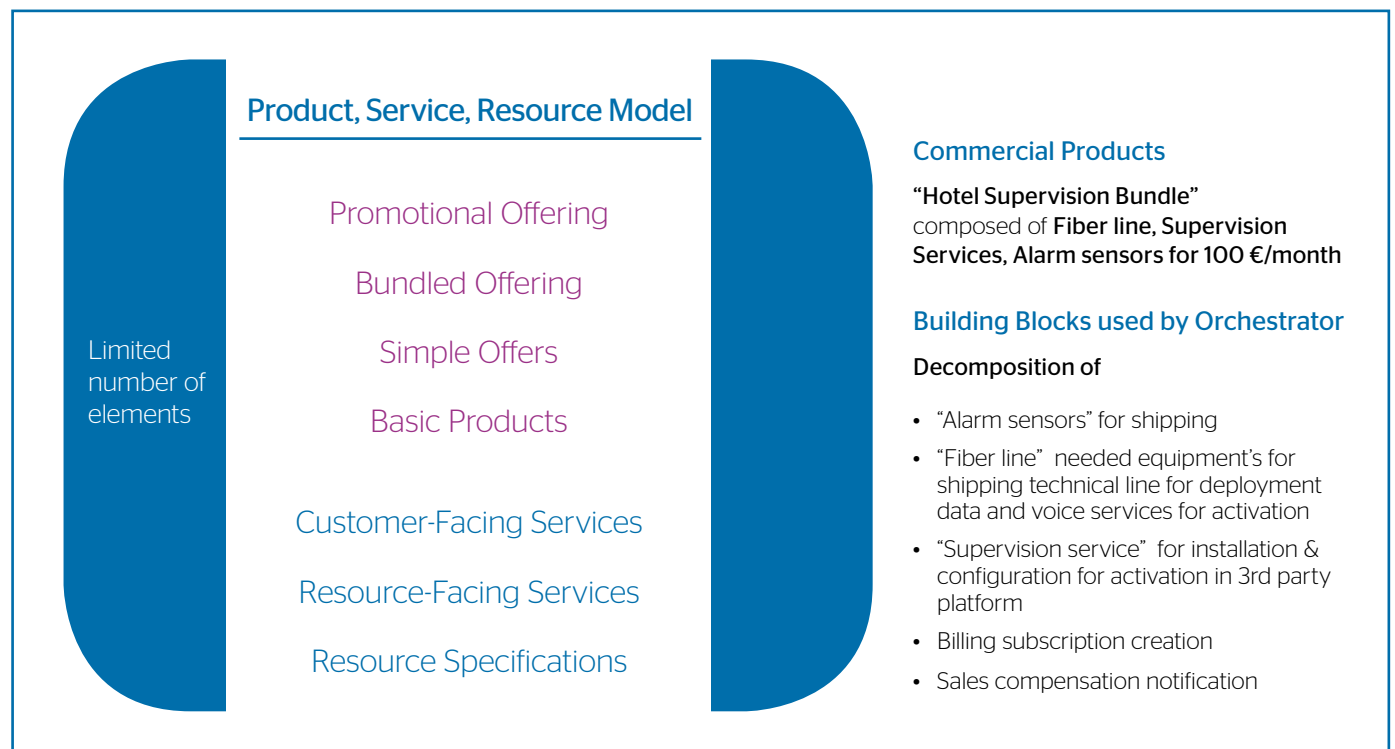 Limited
number of
elements
Product, Service, Resource Model
Promotional Offering
Bundled Offering
Simple Offers
Basic Products
Customer-Facing Services
Resource-Facing Services
Resource Specifications
Commercial Products
“Hotel Supervision Bundle”
composed of Fiber line, Supervision
Services, Alarm sensors for 100 €/month
Building Blocks used by Orchestrator
Decomposition of
• “Alarm sensors” for shipping
• “Fiber line” needed equipment’s for
shipping technical line for deployment
data and voice services for activation
• “Supervision service” for installation &
configuration for activation in 3rd party
platform
• Billing subscription creation
• Sales compensation notification